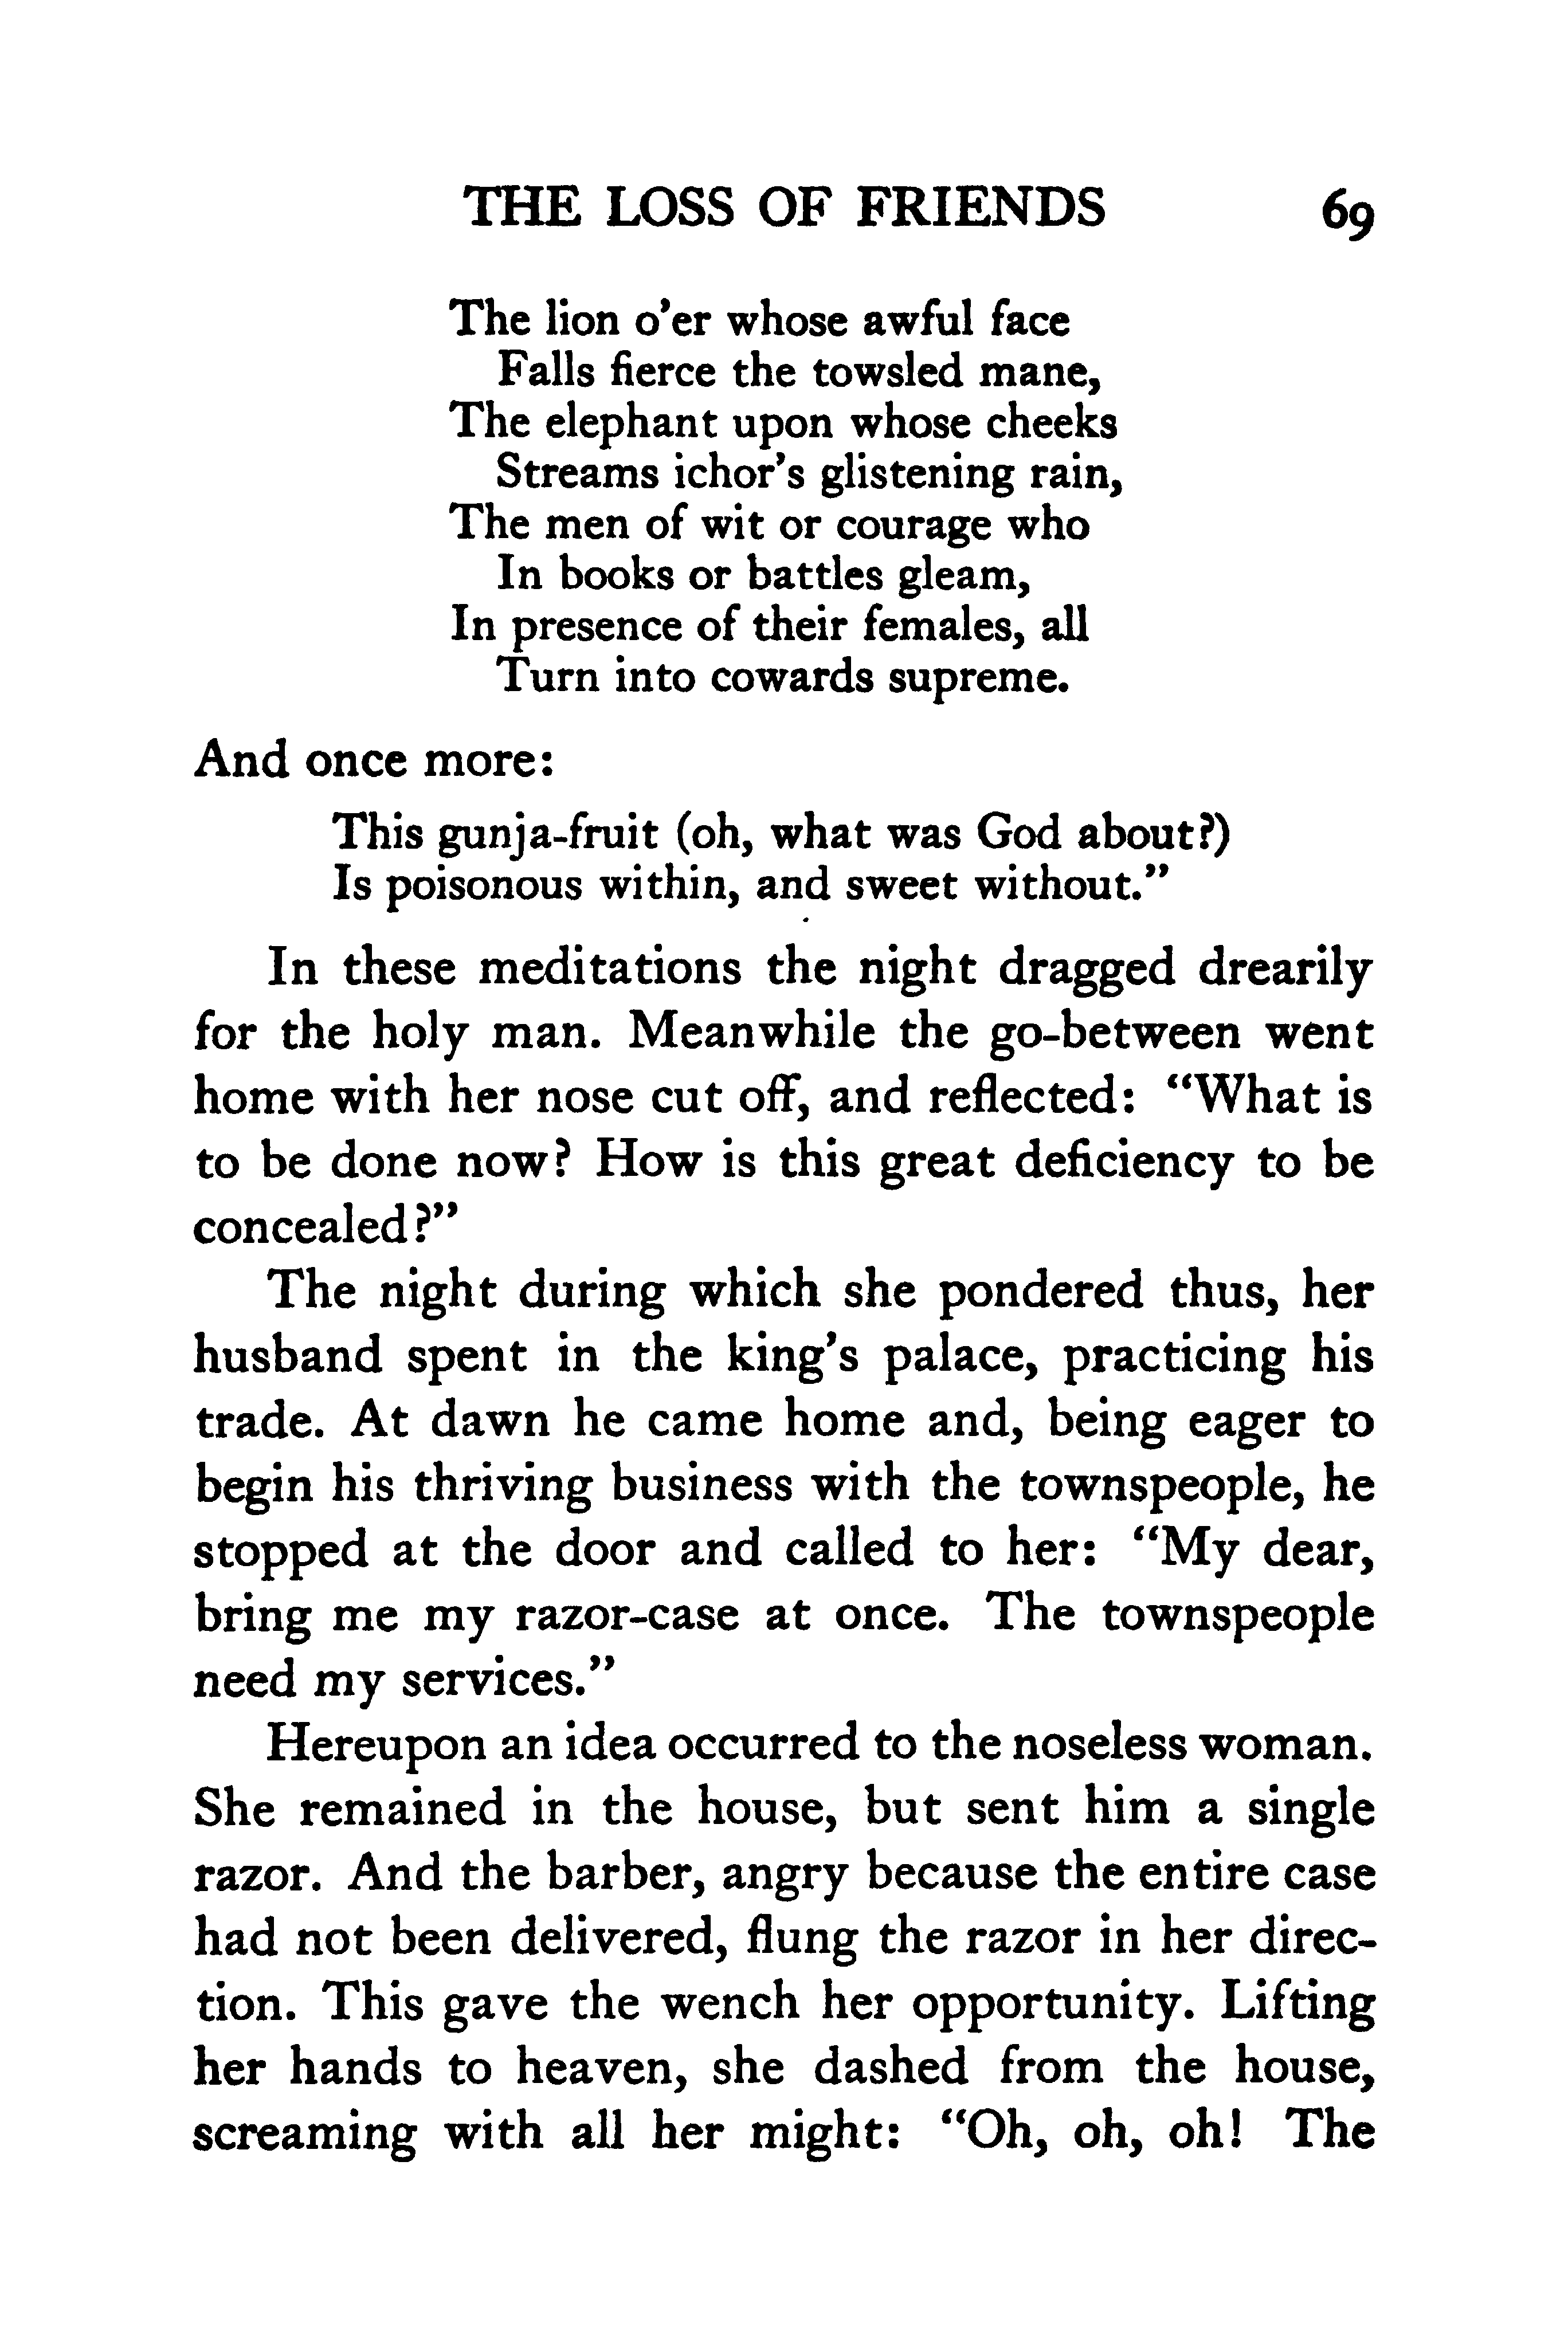 THE LOSS OF FRIENDS 69
The lion o'er whose awful face
Falls fierce the towsled mane,
The elephant upon whose cheeks
Streams ichor's glistening rain,
The men of wit or courage who
In books or battles gleam,
In presence of their females, all
Turn into cowards supreme.
And once more:
This gunja-fruit (oh, what was God about?)
Is poisonous within, and sweet without.”
In these meditations the night dragged drearily
for the holy man. Meanwhile the go-between went
home with her nose cut off, and reflected: “What is
to be done now? How is this great deficiency to be
concealed?”
The night during which she pondered thus, her
husband spent in the king's palace, practicing his
trade. At dawn he came home and, being eager to
begin his thriving business with the townspeople, he
stopped at the door and called to her: “My dear,
bring me my razor-case at once. The townspeople
need my services.”
Hereupon an idea occurred to the noseless woman.
She remained in the house, but sent him a single
razor. And the barber, angry because the entire case
had not been delivered, flung the razor in her direc-
tion. This gave the wench her opportunity. Lifting
her hands to heaven, she dashed from the house,
screaming with all her might: “Oh, oh, oh! The